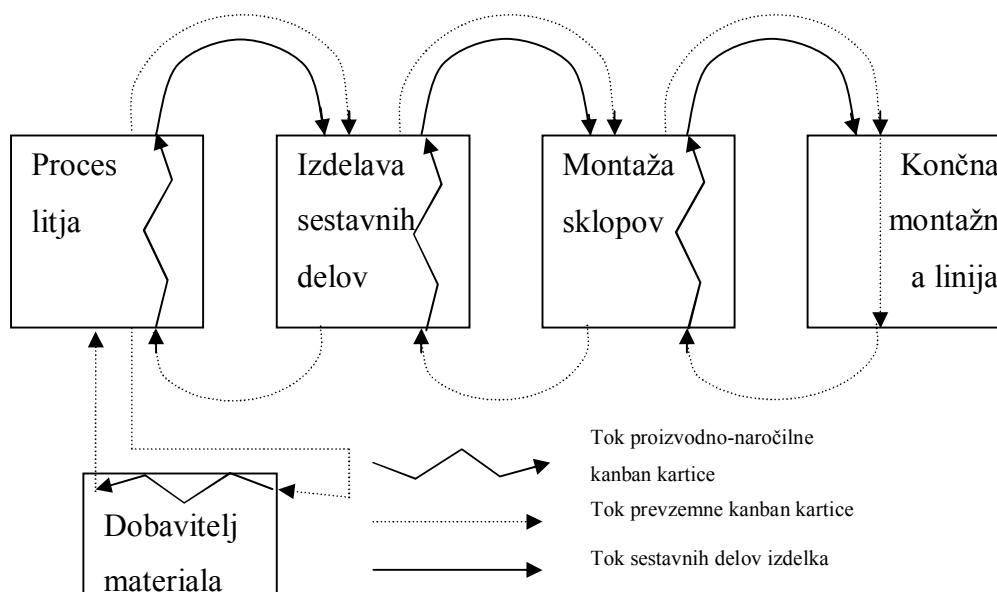 Proces
litja
Izdelava
sestavnih
delov
Montaža
sklopov
Končna
montažn
a linija
Dobavitelj
materiala
Tok proizvodno-naročilne
kanban kartice
Tok prevzemne kanban kartice
Tok sestavnih delov izdelka